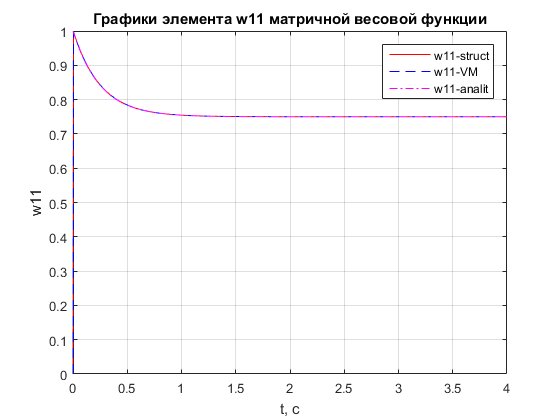 Графики элемента w11 матричной весовой функции
w11-struct
w11-VM
w11-analit
1
0.9
0.8
0.7
0.6
0.5
0.4
0.3
0.2
0.1
0
w11
0 0.5 1 1.5 2 2.5 3 3.5 4
t, c